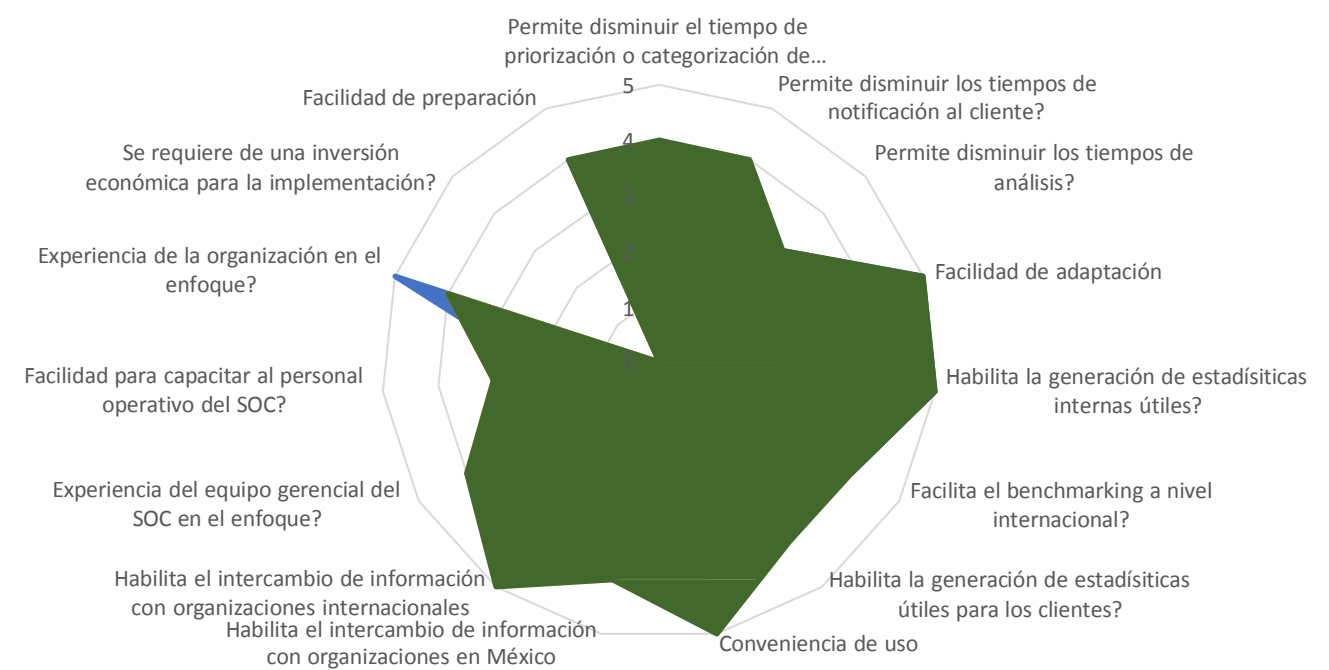 Permite disminuir el tiempo de
priorización o categorización de...
Permite disminuir los tiempos de
notificación al cliente?
Permite disminuir los tiempos de
análisis?
Facilidad de adaptación
Habilita la generación de estadísiticas
internas útiles?
Facilita el benchmarking a nivel
internacional?
Habilita la generación de estadísiticas
útiles para los clientes?
Conveniencia de uso
Habilita el intercambio de información
con organizaciones en México
Habilita el intercambio de información
con organizaciones internacionales
Experiencia del equipo gerencial del
SOC en el enfoque?
Facilidad para capacitar al personal
operativo del SOC?
Experiencia de la organización en el
enfoque?
Se requiere de una inversión
económica para la implementación?
Facilidad de preparación
5
4
3
2
1
0